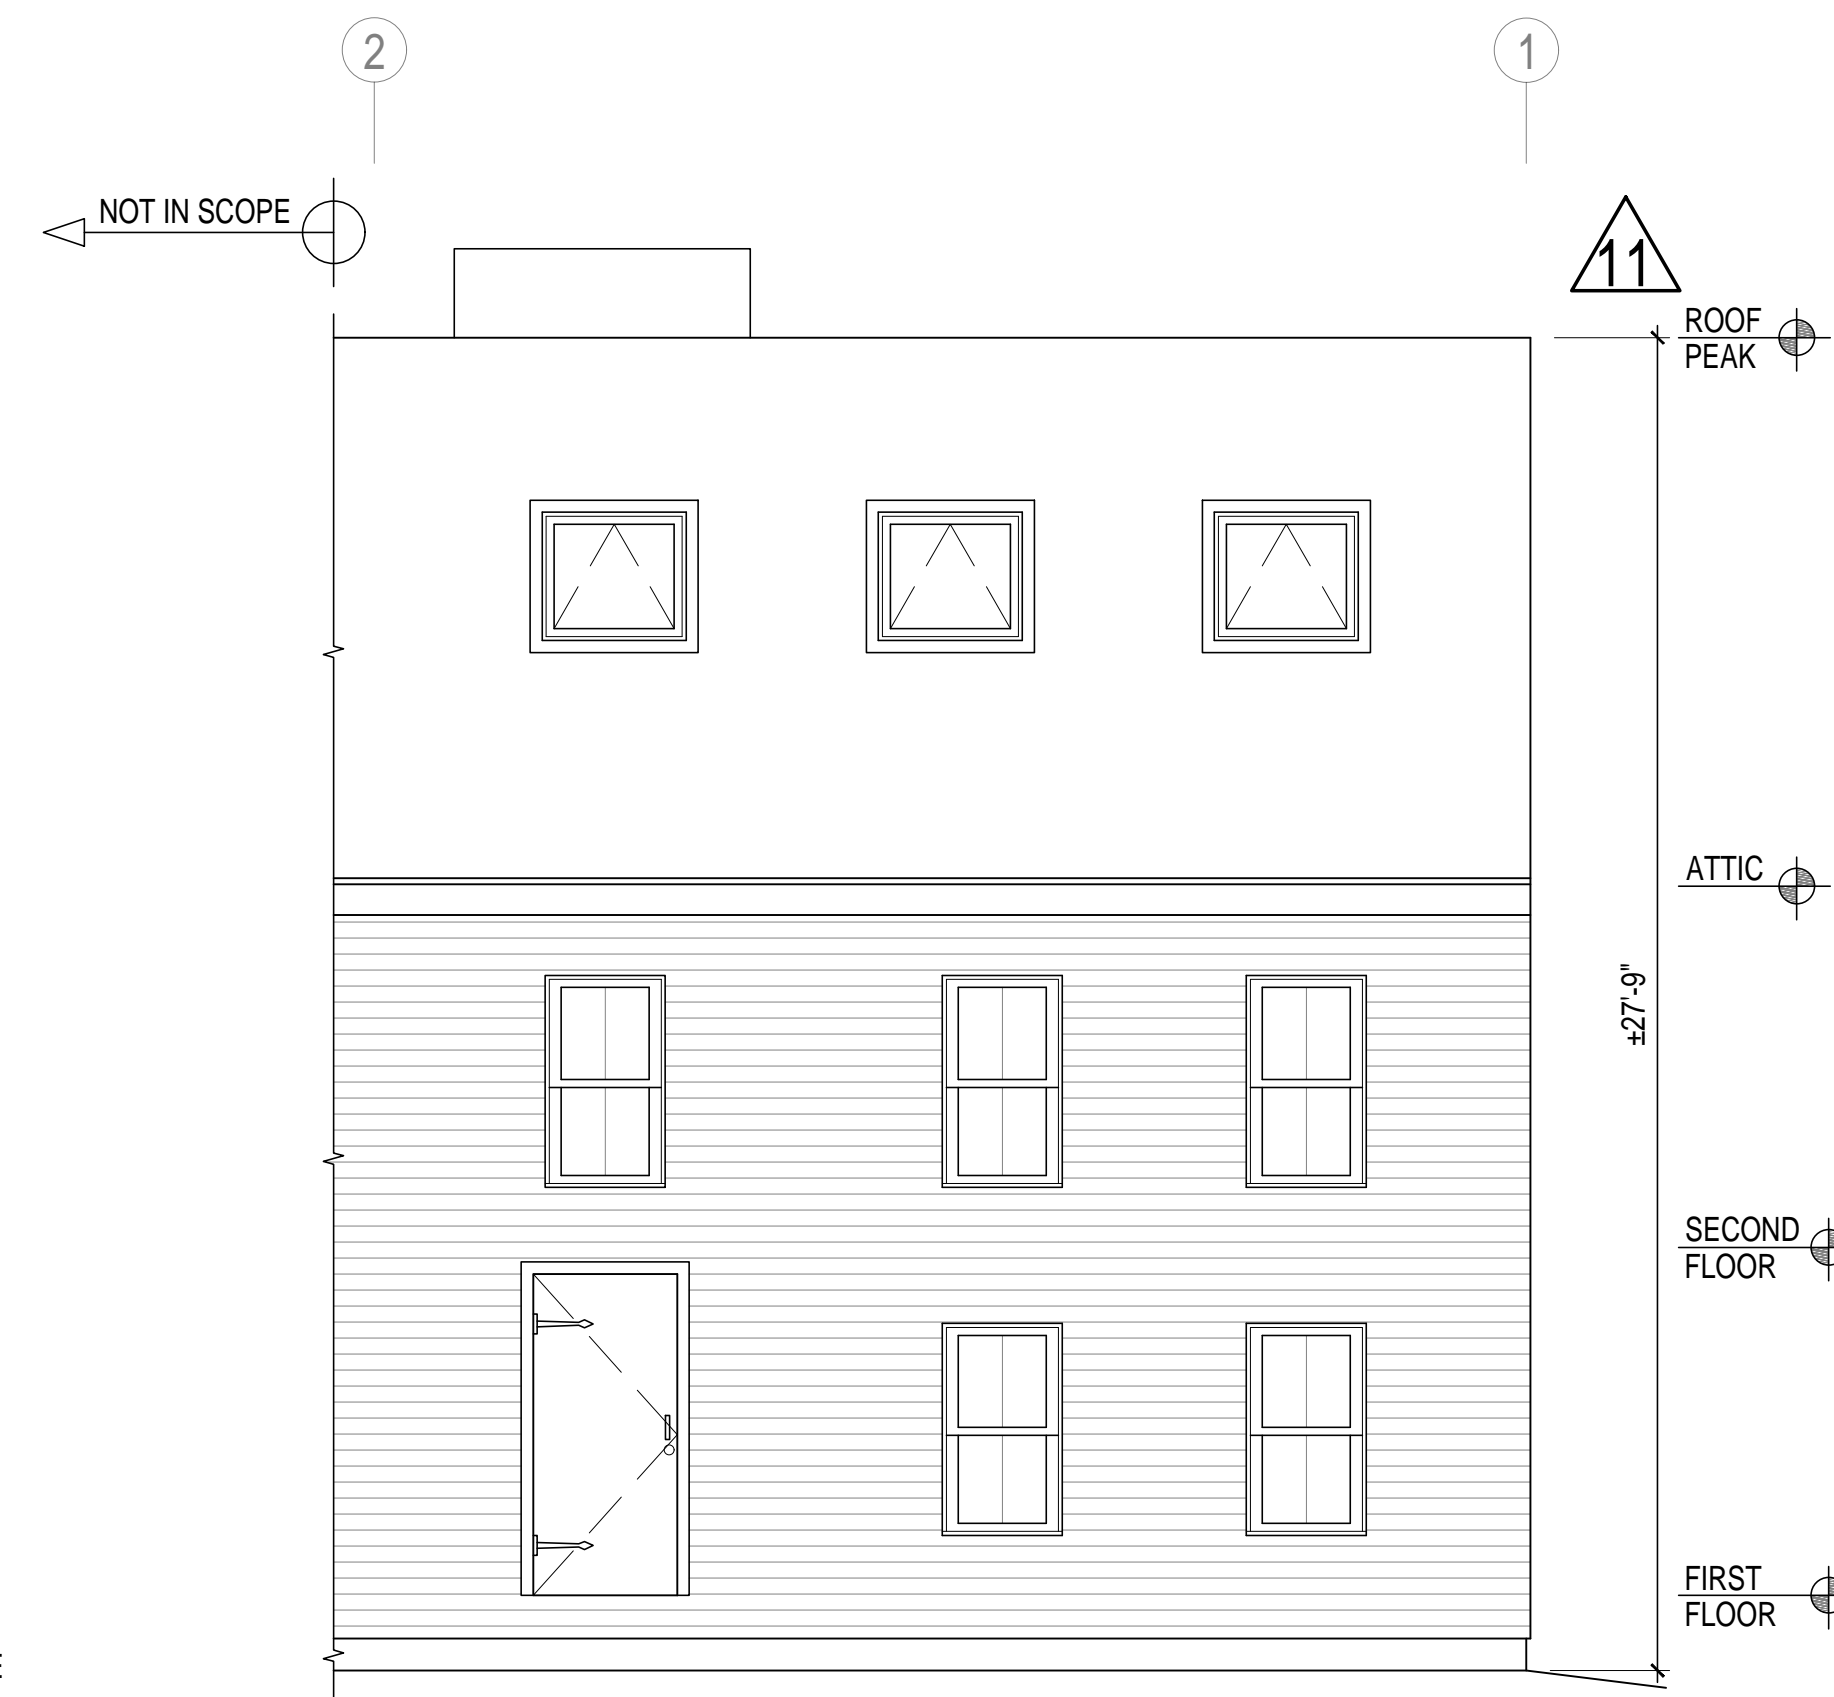 2
1
NOT IN SCOPE
11
ROOF
PEAK
ATTIC
±27'-9"
SECOND
FLOOR
FIRST
FLOOR